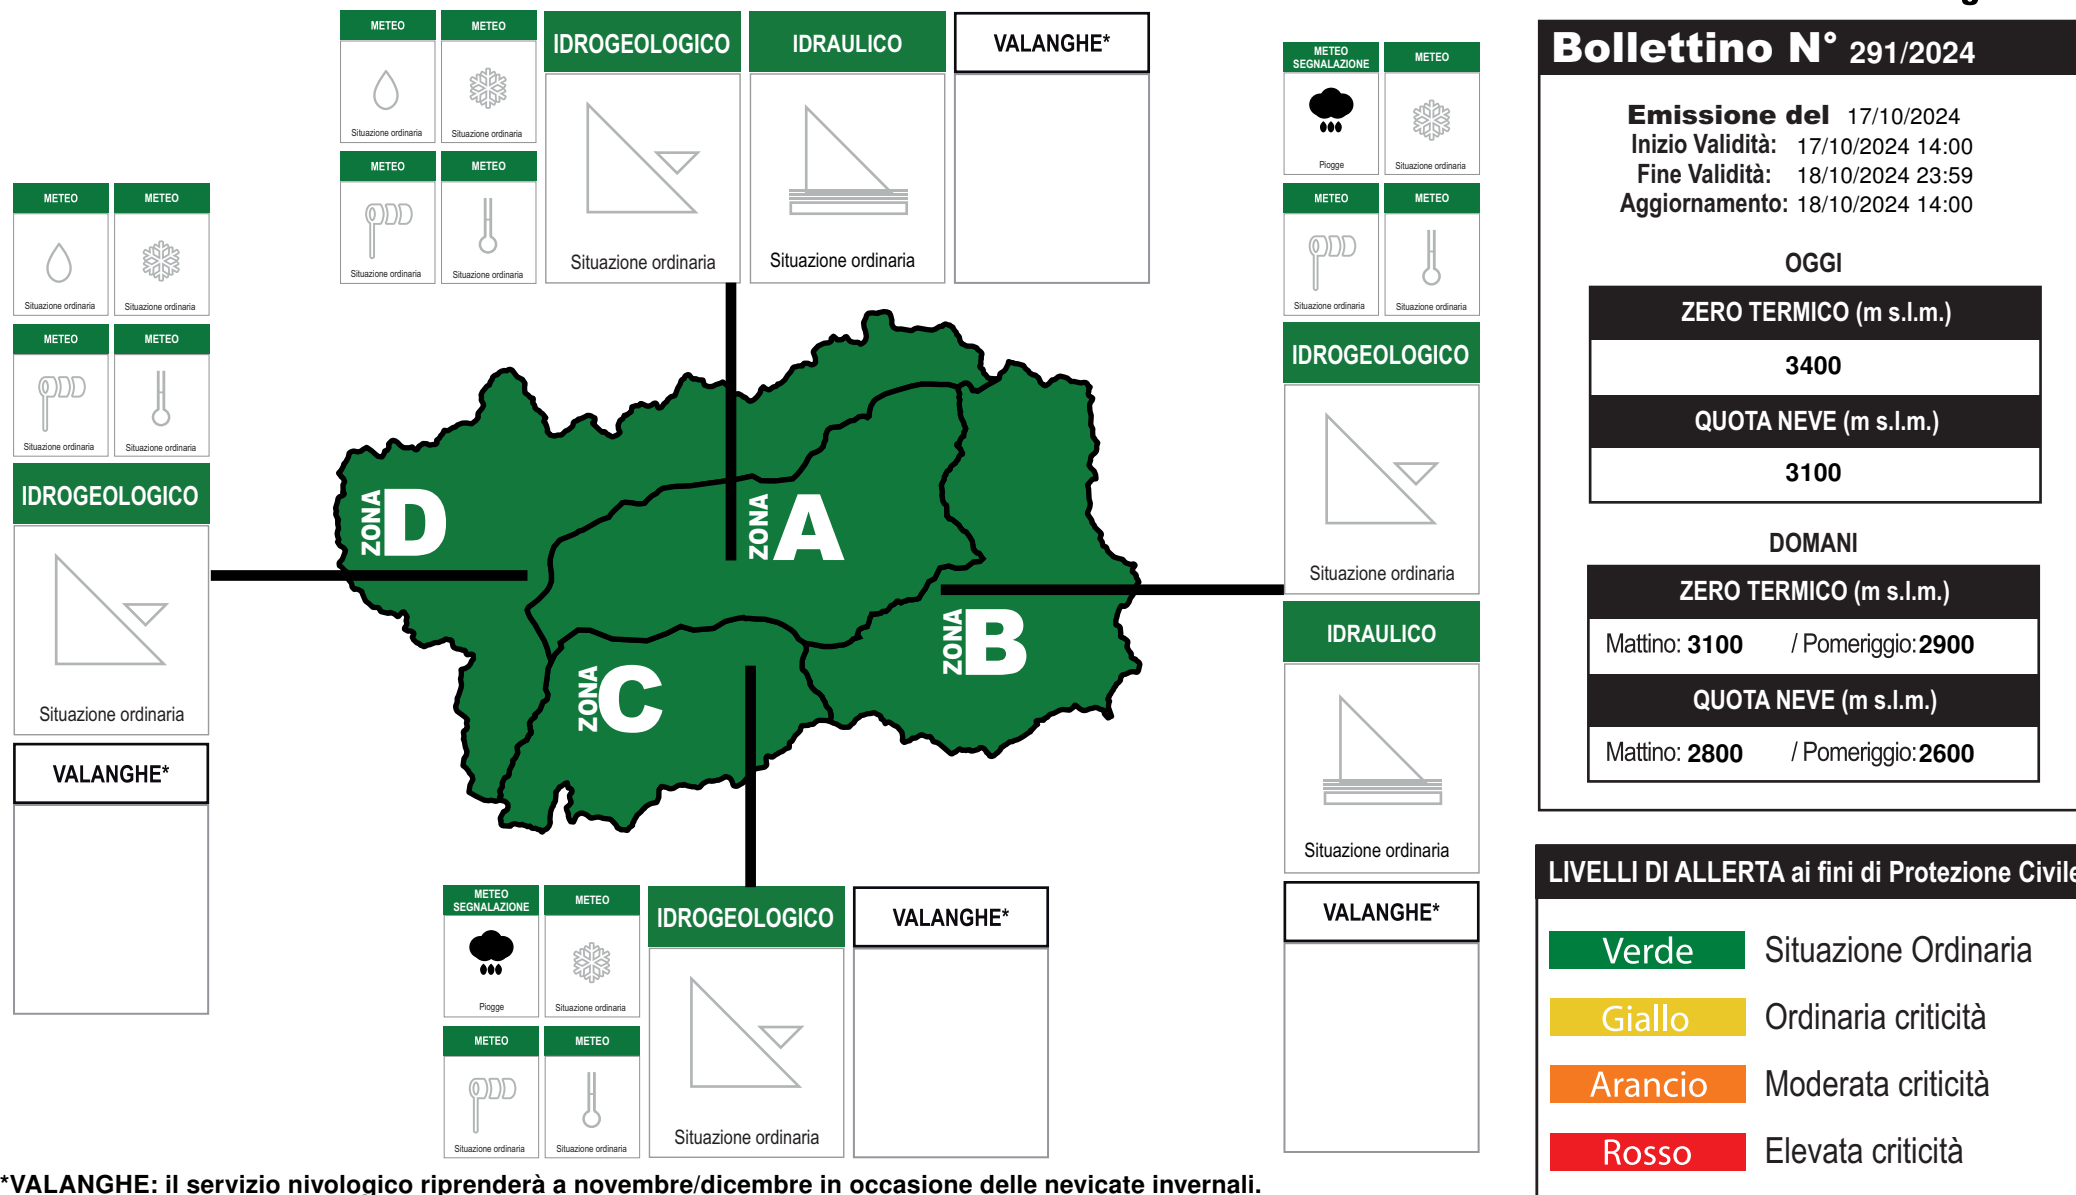 METEO
Situazione ordinaria
METEO
Situazione ordinaria
METEO
Situazione ordinaria
METEO
Situazione ordinaria
IDROGEOLOGICO
Situazione ordinaria
IDRAULICO
Situazione ordinaria
VALANGHE*
METEO
Situazione ordinaria
METEO
Situazione ordinaria
METEO
Situazione ordinaria
METEO
Situazione ordinaria
IDROGEOLOGICO
Situazione ordinaria
VALANGHE*
ZONA D
ZONA A
ZONA B
ZONA C
METEO
SEGNALAZIONE
Piogge
METEO
Situazione ordinaria
METEO
Situazione ordinaria
METEO
Situazione ordinaria
IDROGEOLOGICO
Situazione ordinaria
IDRAULICO
Situazione ordinaria
VALANGHE*
METEO
SEGNALAZIONE
Piogge
METEO
Situazione ordinaria
METEO
Situazione ordinaria
METEO
Situazione ordinaria
IDROGEOLOGICO
Situazione ordinaria
VALANGHE*
*VALANGHE: il servizio nivologico riprenderà a novembre/dicembre in occasione delle nevicate invernali.
Bollettino N° 291/2024
Emissione del 17/10/2024
Inizio Validità: 17/10/2024 14:00
Fine Validità: 18/10/2024 23:59
Aggiornamento: 18/10/2024 14:00
OGGI
ZERO TERMICO (m s.l.m.)
3400
QUOTA NEVE (m s.l.m.)
3100
DOMANI
ZERO TERMICO (m s.l.m.)
Mattino: 3100 / Pomeriggio: 2900
QUOTA NEVE (m s.l.m.)
Mattino: 2800 / Pomeriggio: 2600
LIVELLI DI ALLERTA ai fini di Protezione Civile
Verde Situazione Ordinaria
Giallo Ordinaria criticità
Arancio Moderata criticità
Rosso Elevata criticità